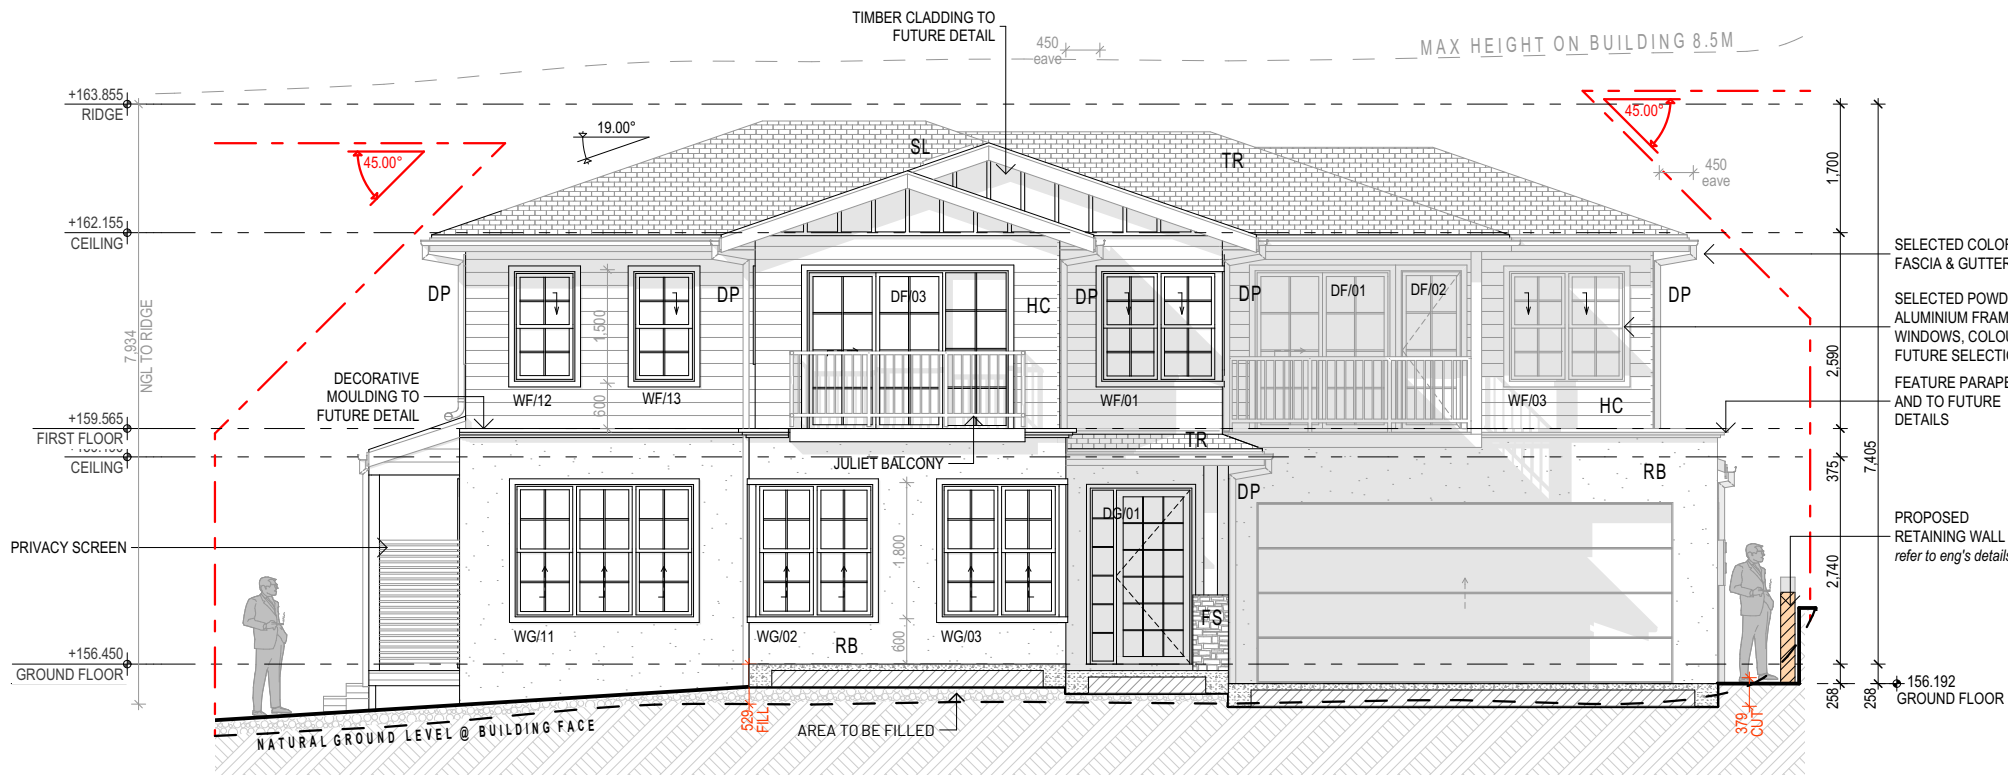 TIMBER CLADDING TO
FUTURE DETAIL
450
eave
MAX HEIGHT ON BUILDING 8.5M
+163.855
RIDGE
19.00°
45.00°
45.00°
SL
TR
450
eave
1,700
+162.155
CEILING
SELECTED COLOR
FASCIA & GUTTER
DP
DP
DF/03
HC
DP
DP
DF/01
DF/02
DP
SELECTED POWD
ALUMINIUM FRAM
WINDOWS, COLOU
FUTURE SELECTIO
7,934
NGL TO RIDGE
1,500
600
2,590
7,405
DECORATIVE
MOULDING TO
FUTURE DETAIL
WF/12
WF/13
WF/01
WF/03
HC
FEATURE PARAPE
AND TO FUTURE
DETAILS
+159.565
FIRST FLOOR
CEILING
JULIET BALCONY
TR
375
RB
DP
DG/01
PRIVACY SCREEN
1,800
600
2,740
PROPOSED
RETAINING WALL
refer to eng's details
WG/11
WG/02
RB
WG/03
FS
+156.450
GROUND FLOOR
258
258
156.192
GROUND FLOOR
529
FILL
379
CUT
AREA TO BE FILLED
NATURAL GROUND LEVEL @ BUILDING FACE